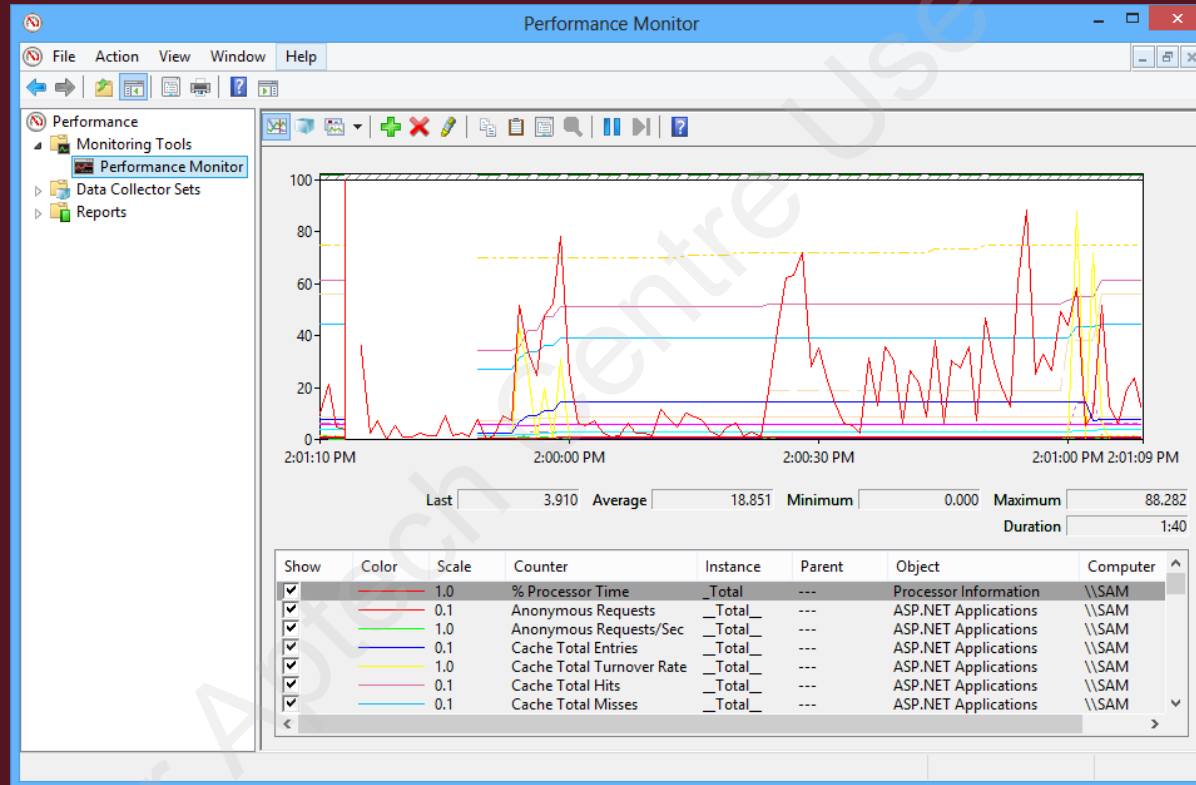 Performance Monitor
File Action View Window Help
Performance
Monitoring Tools
Performance Monitor
Data Collector Sets
Reports
100
80
60
40
20
0
2:01:10 PM 2:00:00 PM 2:00:30 PM 2:01:00 PM 2:01:09 PM
Last 3.910 Average 18.851 Minimum 0.000 Maximum 88.282
Duration 1:40
Show Color Scale Counter Instance Parent Object Computer
1.0 % Processor Time _Total --- Processor Information \\SAM
0.1 Anonymous Requests __Total__ --- ASP.NET Applications \\SAM
1.0 Anonymous Requests/Sec __Total__ --- ASP.NET Applications \\SAM
0.1 Cache Total Entries __Total__ --- ASP.NET Applications \\SAM
1.0 Cache Total Turnover Rate __Total__ --- ASP.NET Applications \\SAM
0.1 Cache Total Hits __Total__ --- ASP.NET Applications \\SAM
0.1 Cache Total Misses __Total__ --- ASP.NET Applications \\SAM
Aptech Centre Use